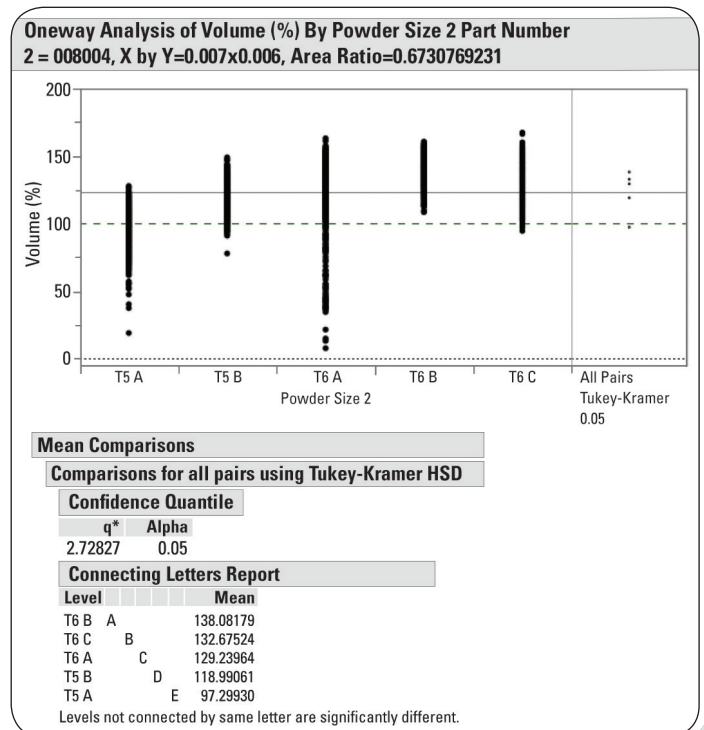 Oneway Analysis of Volume (%) By Powder Size 2 Part Number
2 = 008004, X by Y=0.007x0.006, Area Ratio=0.6730769231
200
150
100
50
0
Volume (%)
T5 A T5 B T6 A T6 B T6 C All Pairs
Powder Size 2 Tukey-Kramer
0.05
Mean Comparisons
Comparisons for all pairs using Tukey-Kramer HSD
Confidence Quantile
q* Alpha
2.72827 0.05
Connecting Letters Report
Level Mean
T6 B A 138.08179
T6 C B 132.67524
T6 A C 129.23964
T5 B D 118.99061
T5 A E 97.29930
Levels not connected by same letter are significantly different.